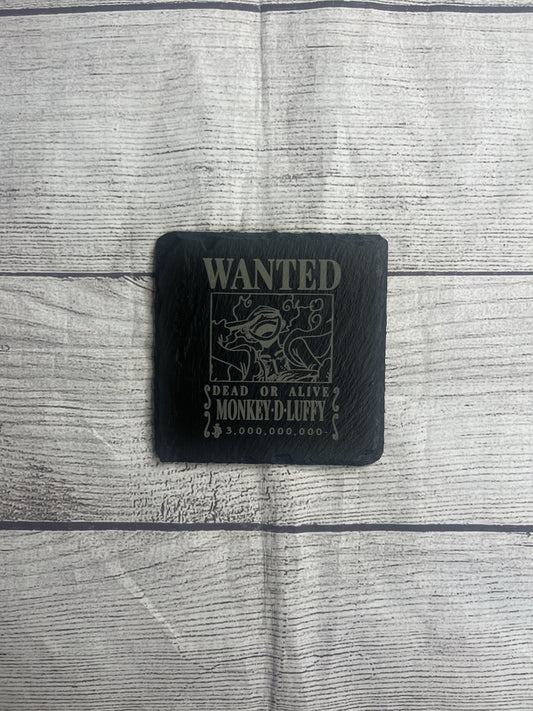 WANTED
DEAD OR ALIVE
MONKEY·D·LUFFY
฿3,000,000,000-